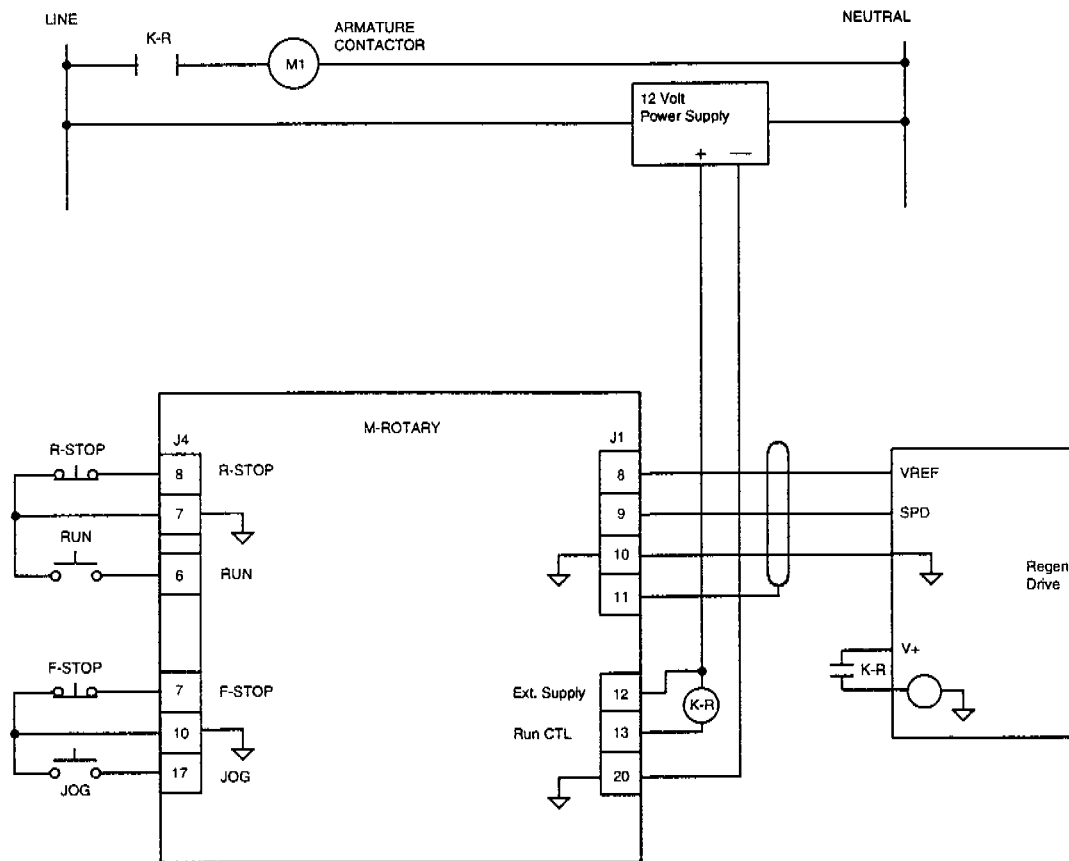 LINE
NEUTRAL
K-R
ARMATURE
CONTACTOR
M1
12 Volt
Power Supply
+ —
M-ROTARY
J4
J1
R-STOP
8
R-STOP
7
RUN
6
RUN
F-STOP
7
F-STOP
10
17
JOG
JOG
8
9
10
11
Ext. Supply
12
K-R
Run CTL
13
20
VREF
SPD
Regen
Drive
V+
K-R